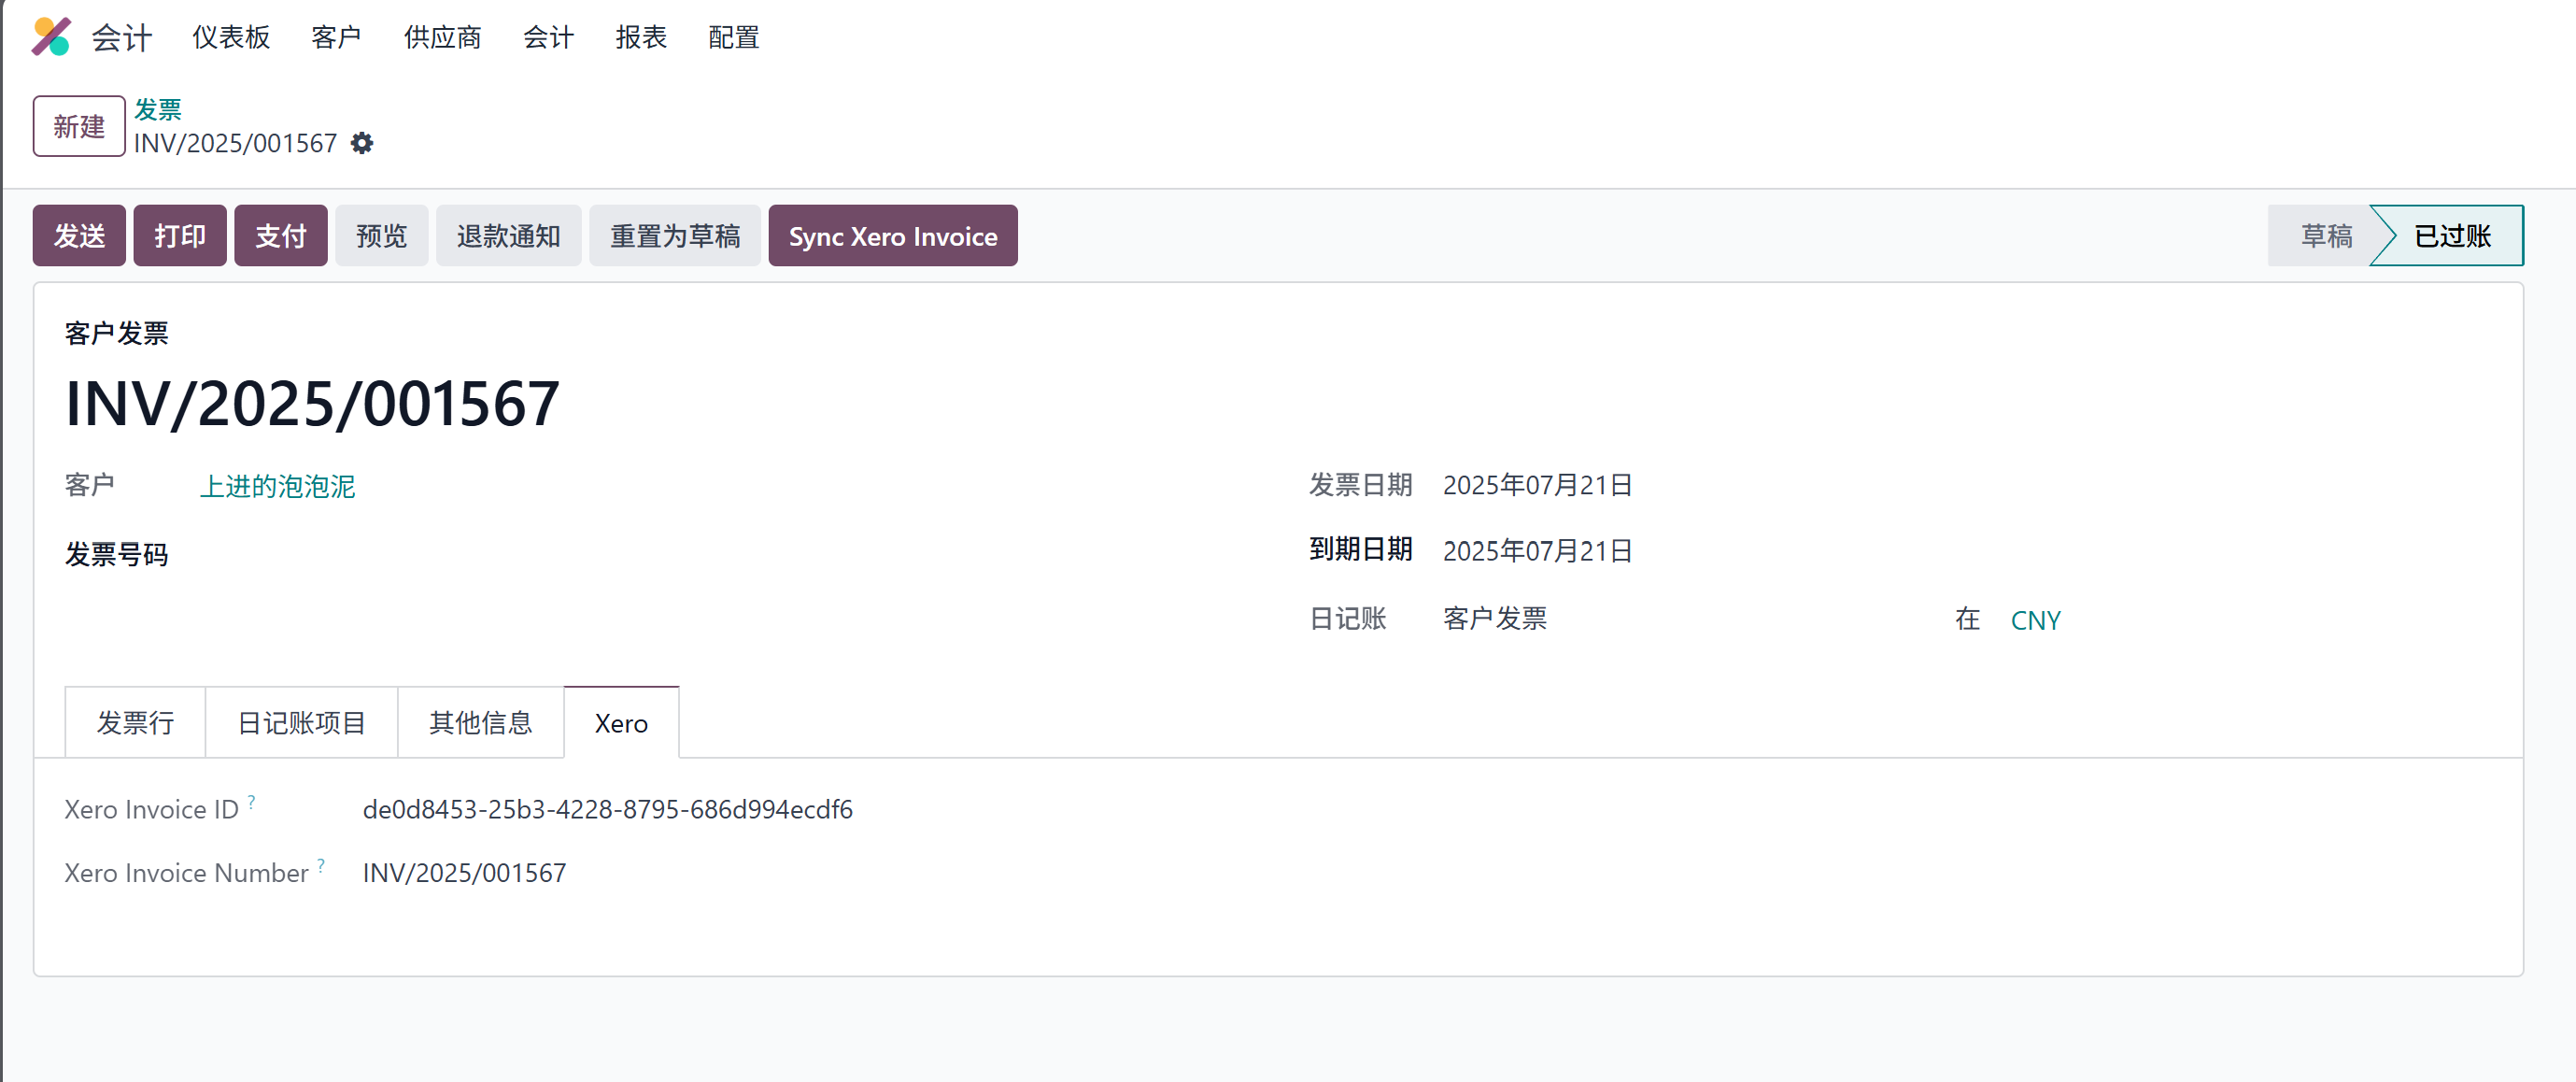 会计 仪表板 客户 供应商 会计 报表 配置
新建 发票
INV/2025/001567
发送 打印 支付 预览 退款通知 重置为草稿 Sync Xero Invoice 草稿 已过账
客户发票
INV/2025/001567
客户 上进的泡泡泥 发票日期 2025年07月21日
发票号码 到期日期 2025年07月21日
日记账 客户发票 在 CNY
发票行 日记账项目 其他信息 Xero
Xero Invoice ID ? de0d8453-25b3-4228-8795-686d994ecdf6
Xero Invoice Number ? INV/2025/001567